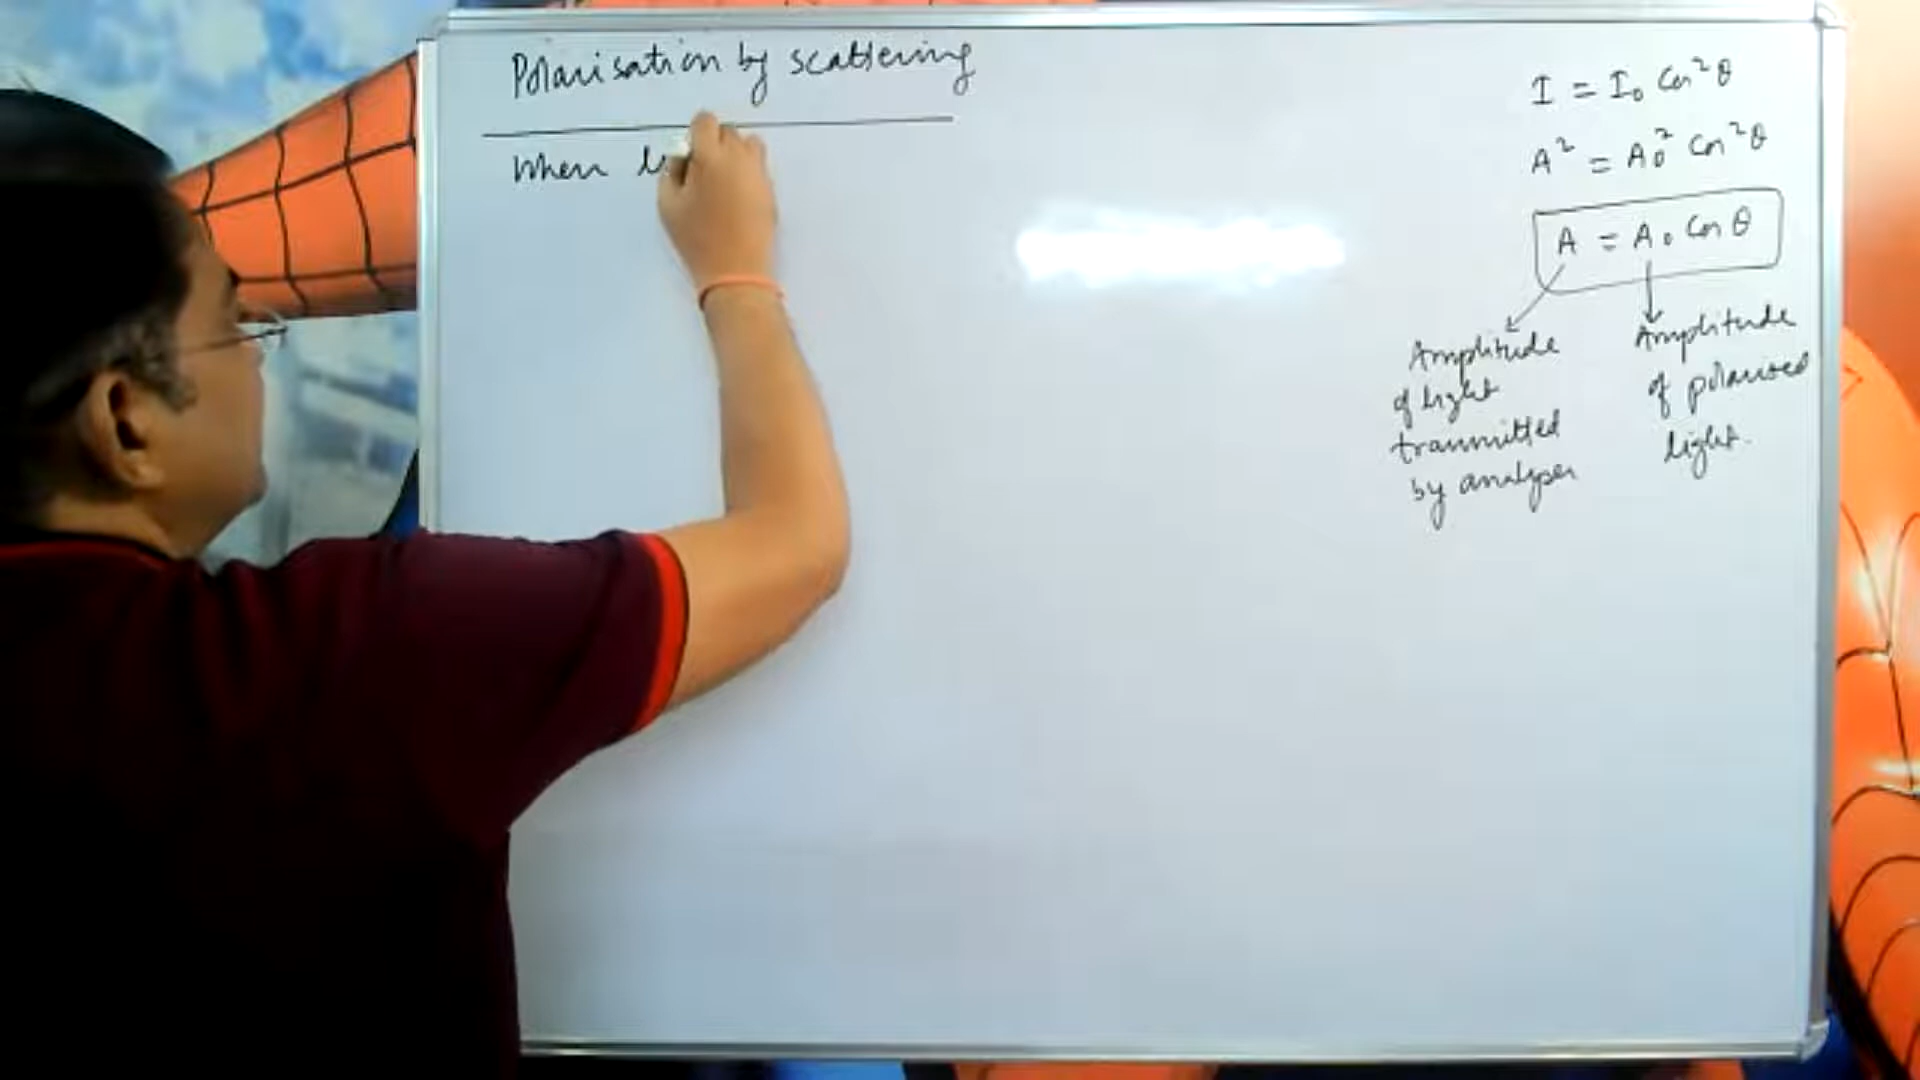 Polarisation by scattering
When
I = I₀ Cos²θ
A² = A₀² Cos²θ
A = A₀ Cos θ
Amplitude
of light
transmitted
by analyser
Amplitude
of polarised
light.